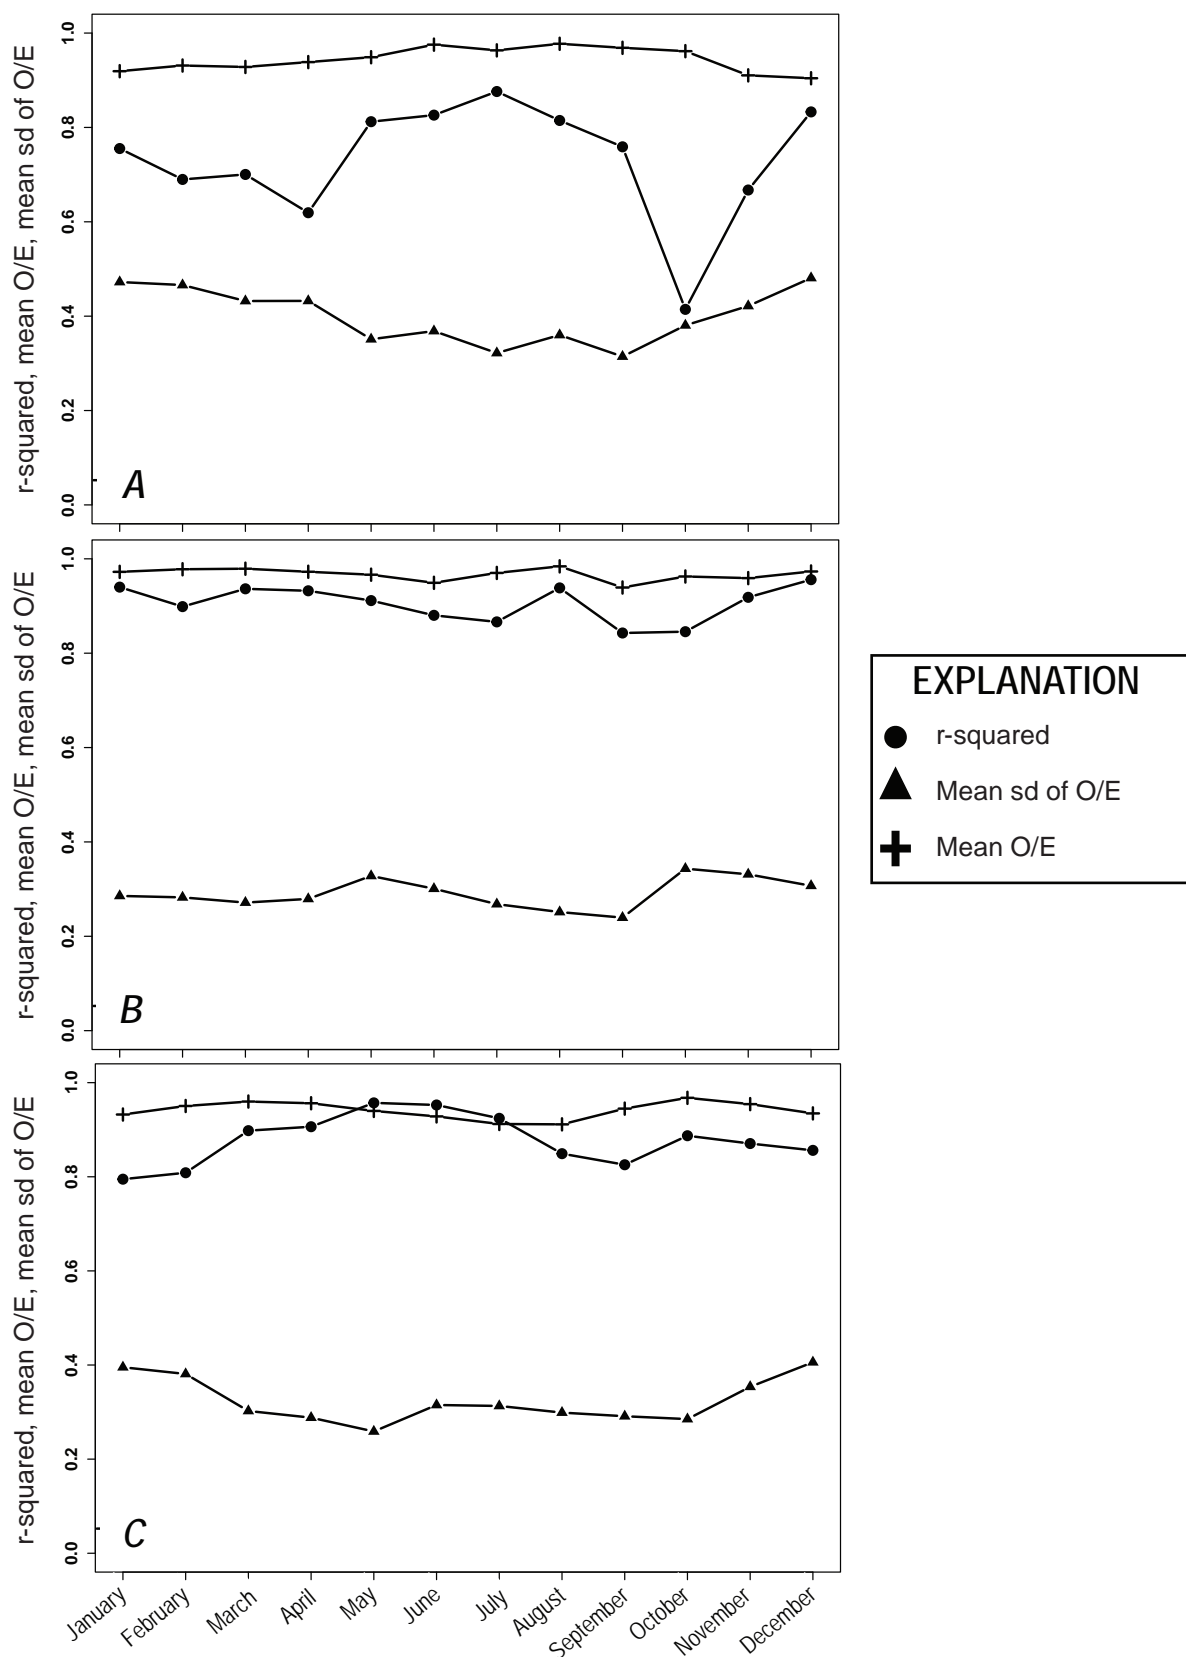 r-squared, mean O/E, mean sd of O/E
1.0
0.8
0.6
0.4
0.2
0.0
A
r-squared, mean O/E, mean sd of O/E
1.0
0.8
0.6
0.4
0.2
0.0
B
EXPLANATION
r-squared
Mean sd of O/E
Mean O/E
r-squared, mean O/E, mean sd of O/E
1.0
0.8
0.6
0.4
0.2
0.0
C
January
February
March
April
May
June
July
August
September
October
November
December